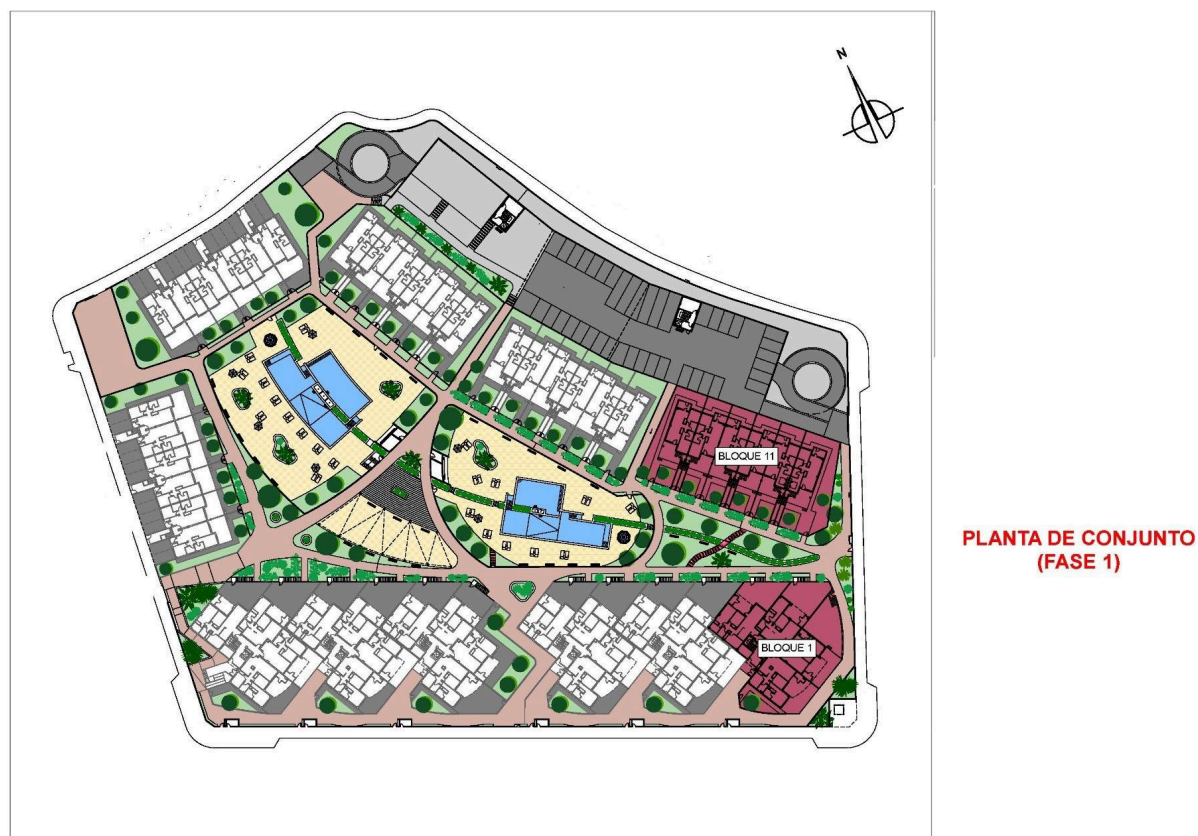 N
BLOQUE 11
PLANTA DE CONJUNTO
(FASE 1)
BLOQUE 1